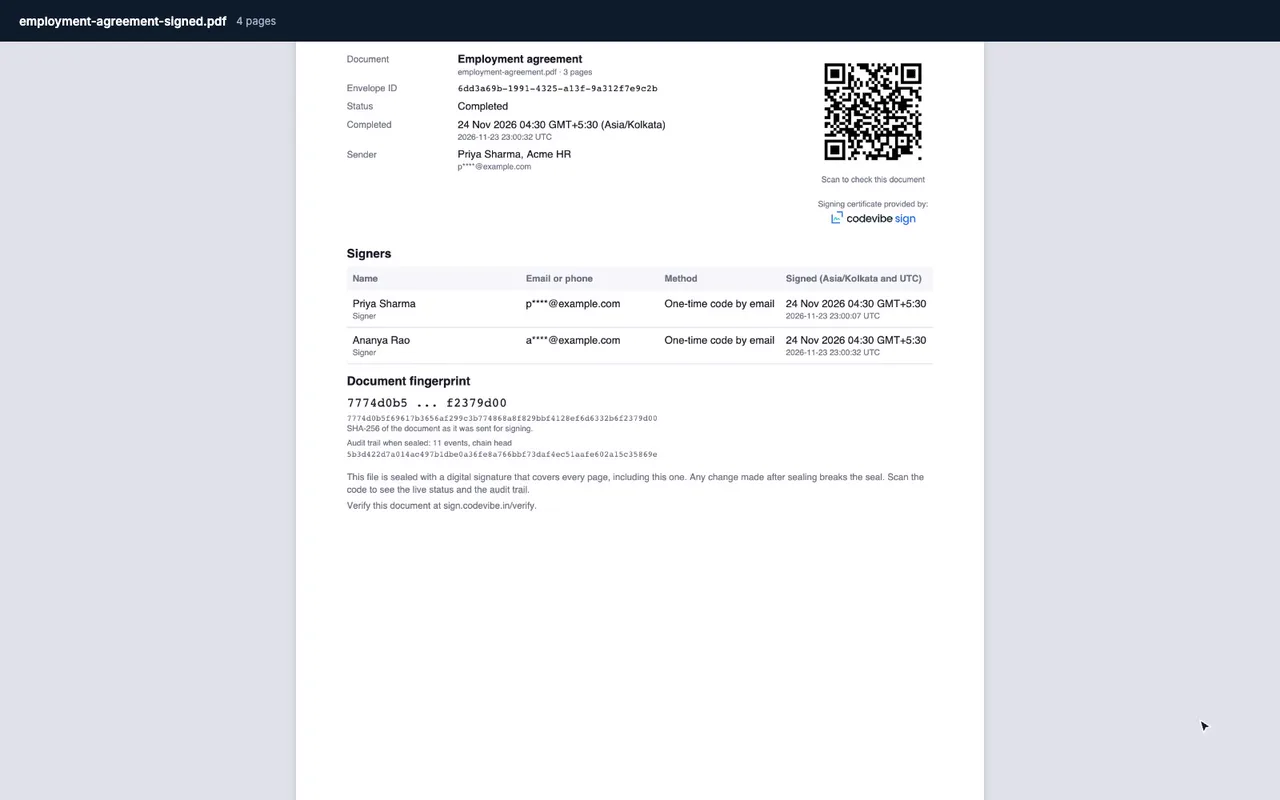 employment-agreement-signed.pdf 4 pages
Document Employment agreement
employment-agreement.pdf · 3 pages
Envelope ID 6dd3a69b-1991-4325-a13f-9a312f7e9c2b
Status Completed
Completed 24 Nov 2026 04:30 GMT+5:30 (Asia/Kolkata)
2026-11-23 23:00:32 UTC
Sender Priya Sharma, Acme HR
p****@example.com
Scan to check this document
Signing certificate provided by:
codevibe sign
Signers
Name Email or phone Method Signed (Asia/Kolkata and UTC)
Priya Sharma p****@example.com One-time code by email 24 Nov 2026 04:30 GMT+5:30
Signer 2026-11-23 23:00:07 UTC
Ananya Rao a****@example.com One-time code by email 24 Nov 2026 04:30 GMT+5:30
Signer 2026-11-23 23:00:32 UTC
Document fingerprint
7774d0b5 ... f2379d00
7774d0b5f69617b3656af299c3b774868a8f829bbf4128ef6d6332b6f2379d00
SHA-256 of the document as it was sent for signing.
Audit trail when sealed: 11 events, chain head
5b3d422d7a014ac497b1dbe0a36fe8a766bbf73daf4ec51aafe602a15c35869e
This file is sealed with a digital signature that covers every page, including this one. Any change made after sealing breaks the seal. Scan the
code to see the live status and the audit trail.
Verify this document at sign.codevibe.in/verify.